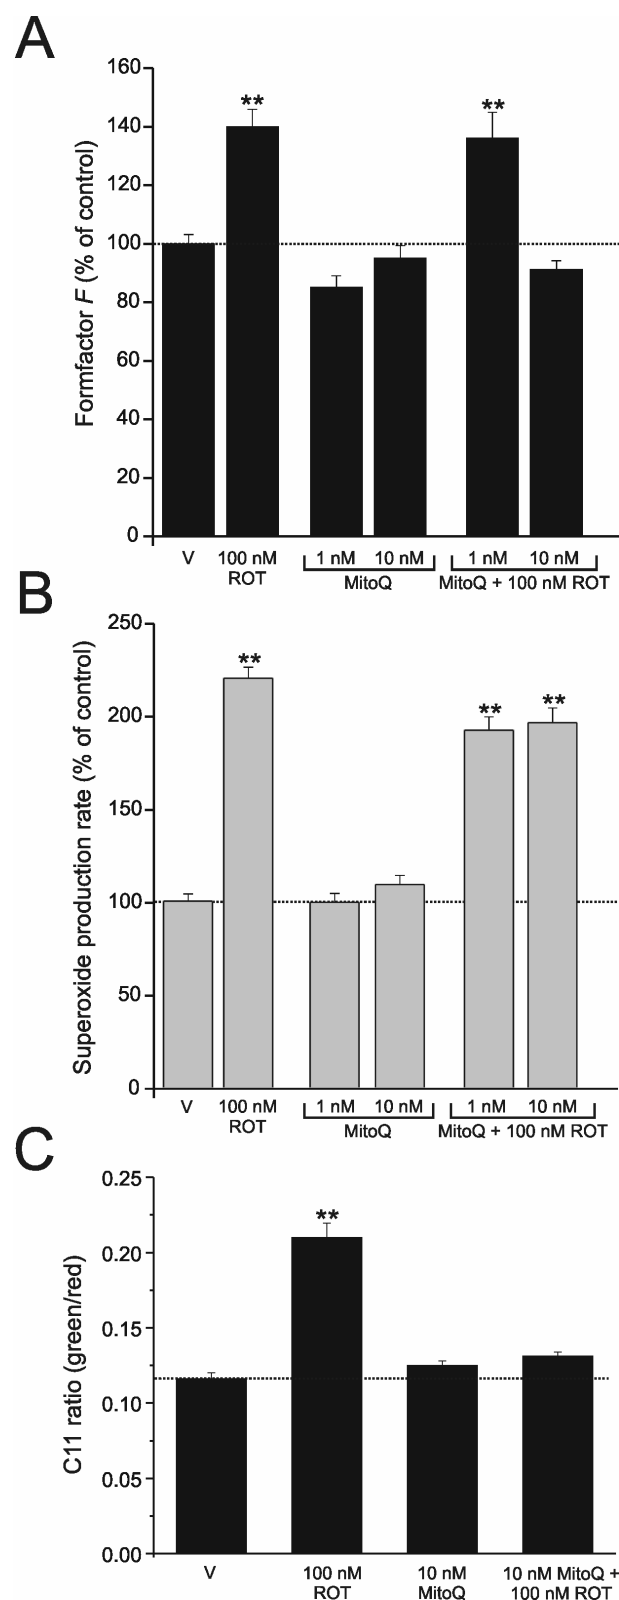 A
Formfactor F (% of control)
160
140
120
100
80
60
40
20
0
**
**
V
100 nM
ROT
1 nM
10 nM
MitoQ
1 nM
10 nM
MitoQ + 100 nM ROT
B
Superoxide production rate (% of control)
250
200
150
100
50
0
**
**
**
V
100 nM
ROT
1 nM
10 nM
MitoQ
1 nM
10 nM
MitoQ + 100 nM ROT
C
C11 ratio (green/red)
0.25
0.20
0.15
0.10
0.05
0.00
**
V
100 nM
ROT
10 nM
MitoQ
10 nM MitoQ +
100 nM ROT